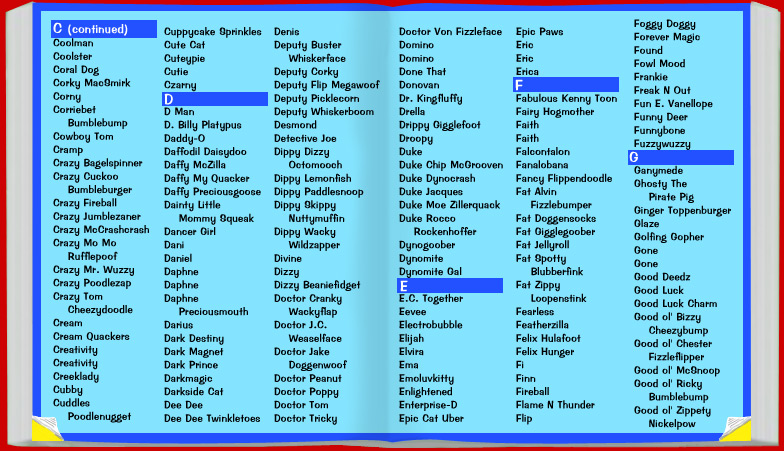 C (continued)
Coolman
Coolster
Coral Dog
Corky MacSmirk
Corny
Corriebet
Bumblebump
Cowboy Tom
Cramp
Crazy Bagelspinner
Crazy Cuckoo
Bumbleburger
Crazy Fireball
Crazy Jumblezaner
Crazy McCrashcrash
Crazy Mo Mo
Rufflepoof
Crazy Mr. Wuzzy
Crazy Poodlezap
Crazy Tom
Cheezydoodle
Cream
Cream Quackers
Creativity
Creativity
Creeklady
Cubby
Cuddles
Poodlenugget
Cuppycake Sprinkles
Cute Cat
Cuteypie
Cutie
Czarny
D
D Man
D. Billy Platypus
Daddy-O
Daffodil Daisydoo
Daffy McZilla
Daffy My Quacker
Daffy Preciousgoose
Dainty Little
Mommy Squeak
Dancer Girl
Dani
Daniel
Daphne
Daphne
Daphne
Preciousmouth
Darius
Dark Destiny
Dark Magnet
Dark Prince
Darkmagic
Darkside Cat
Dee Dee
Dee Dee Twinkletoes
Denis
Deputy Buster
Whiskerface
Deputy Corky
Deputy Flip Megawoof
Deputy Picklecorn
Deputy Whiskerboom
Desmond
Detective Joe
Dippy Dizzy
Octomooch
Dippy Lemonfish
Dippy Paddlesnoop
Dippy Skippy
Nuttymuffin
Dippy Wacky
Wildzapper
Divine
Dizzy
Dizzy Beaniefidget
Doctor Cranky
Wackyflap
Doctor J.C.
Weaselface
Doctor Jake
Doggenwoof
Doctor Peanut
Doctor Poppy
Doctor Tom
Doctor Tricky
Doctor Von Fizzleface
Domino
Domino
Done That
Donovan
Dr. Kingfluffy
Drella
Drippy Gigglefoot
Droopy
Duke
Duke Chip McGrooven
Duke Dynocrash
Duke Jacques
Duke Moe Zillerquack
Duke Rocco
Rockenhoffer
Dynogoober
Dynomite
Dynomite Gal
E
E.C. Together
Eevee
Electrobubble
Elijah
Elvira
Ema
Emoluvkitty
Enlightened
Enterprise-D
Epic Cat Uber
Epic Paws
Eric
Eric
Erica
F
Fabulous Kenny Toon
Fairy Hogmother
Faith
Faith
Falcontalon
Fanalobana
Fancy Flippendoodle
Fat Alvin
Fizzlebumper
Fat Doggensocks
Fat Gigglegoober
Fat Jellyroll
Fat Spotty
Blubberfink
Fat Zippy
Loopenstink
Fearless
Featherzilla
Felix Hulafoot
Felix Hunger
Fi
Finn
Fireball
Flame N Thunder
Flip
Foggy Doggy
Forever Magic
Found
Fowl Mood
Frankie
Freak N Out
Fun E. Vanellope
Funny Deer
Funnybone
Fuzzywuzzy
G
Ganymede
Ghosty The
Pirate Pig
Ginger Toppenburger
Glaze
Golfing Gopher
Gone
Gone
Good Deedz
Good Luck
Good Luck Charm
Good ol' Bizzy
Cheezybump
Good ol' Chester
Fizzleflipper
Good ol' McSnoop
Good ol' Ricky
Bumblebump
Good ol' Zippety
Nickelpow